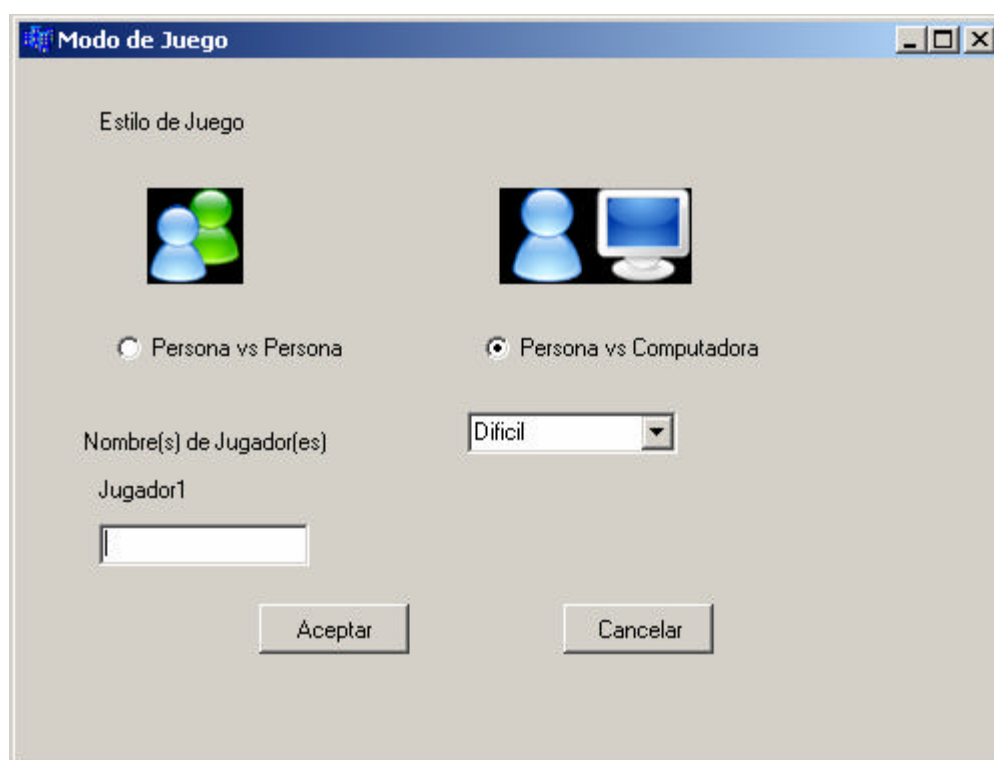 Modo de Juego
Estilo de Juego
Persona vs Persona
Persona vs Computadora
Nombre(s) de Jugador(es)
Dificil
Jugador1
Aceptar
Cancelar